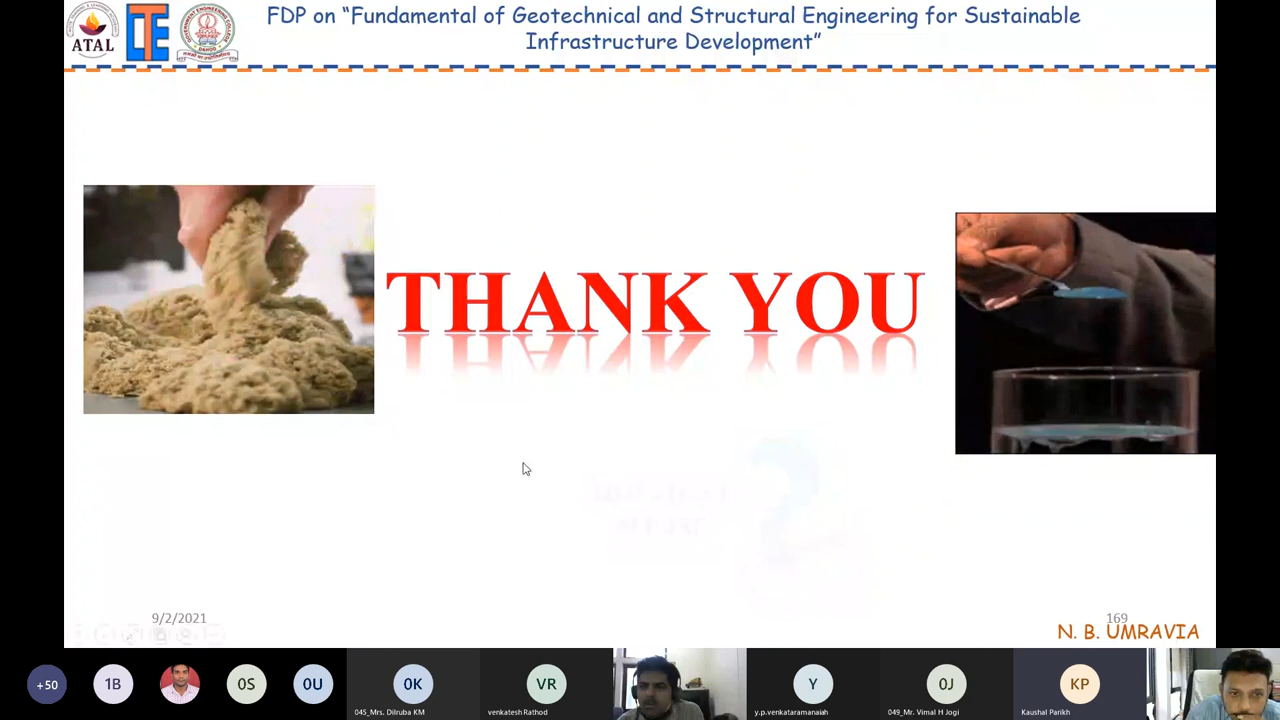 ATAL
FDP on “Fundamental of Geotechnical and Structural Engineering for Sustainable
Infrastructure Development”
THANK YOU
9/2/2021
169
N. B. UMRAVIA
+50
1B
0S
0U
0K
VR
Y
0J
KP
045_Mrs. Dilruba KM
venkatesh Rathod
y.p.venkataramanaiah
049_Mr. Vimal H Jogi
Kaushal Parikh